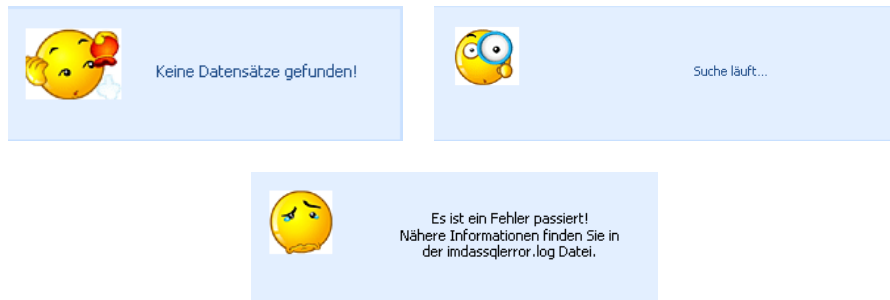 Keine Datensätze gefunden!
Suche läuft...
Es ist ein Fehler passiert!
Nähere Informationen finden Sie in
der imdassqlerror.log Datei.